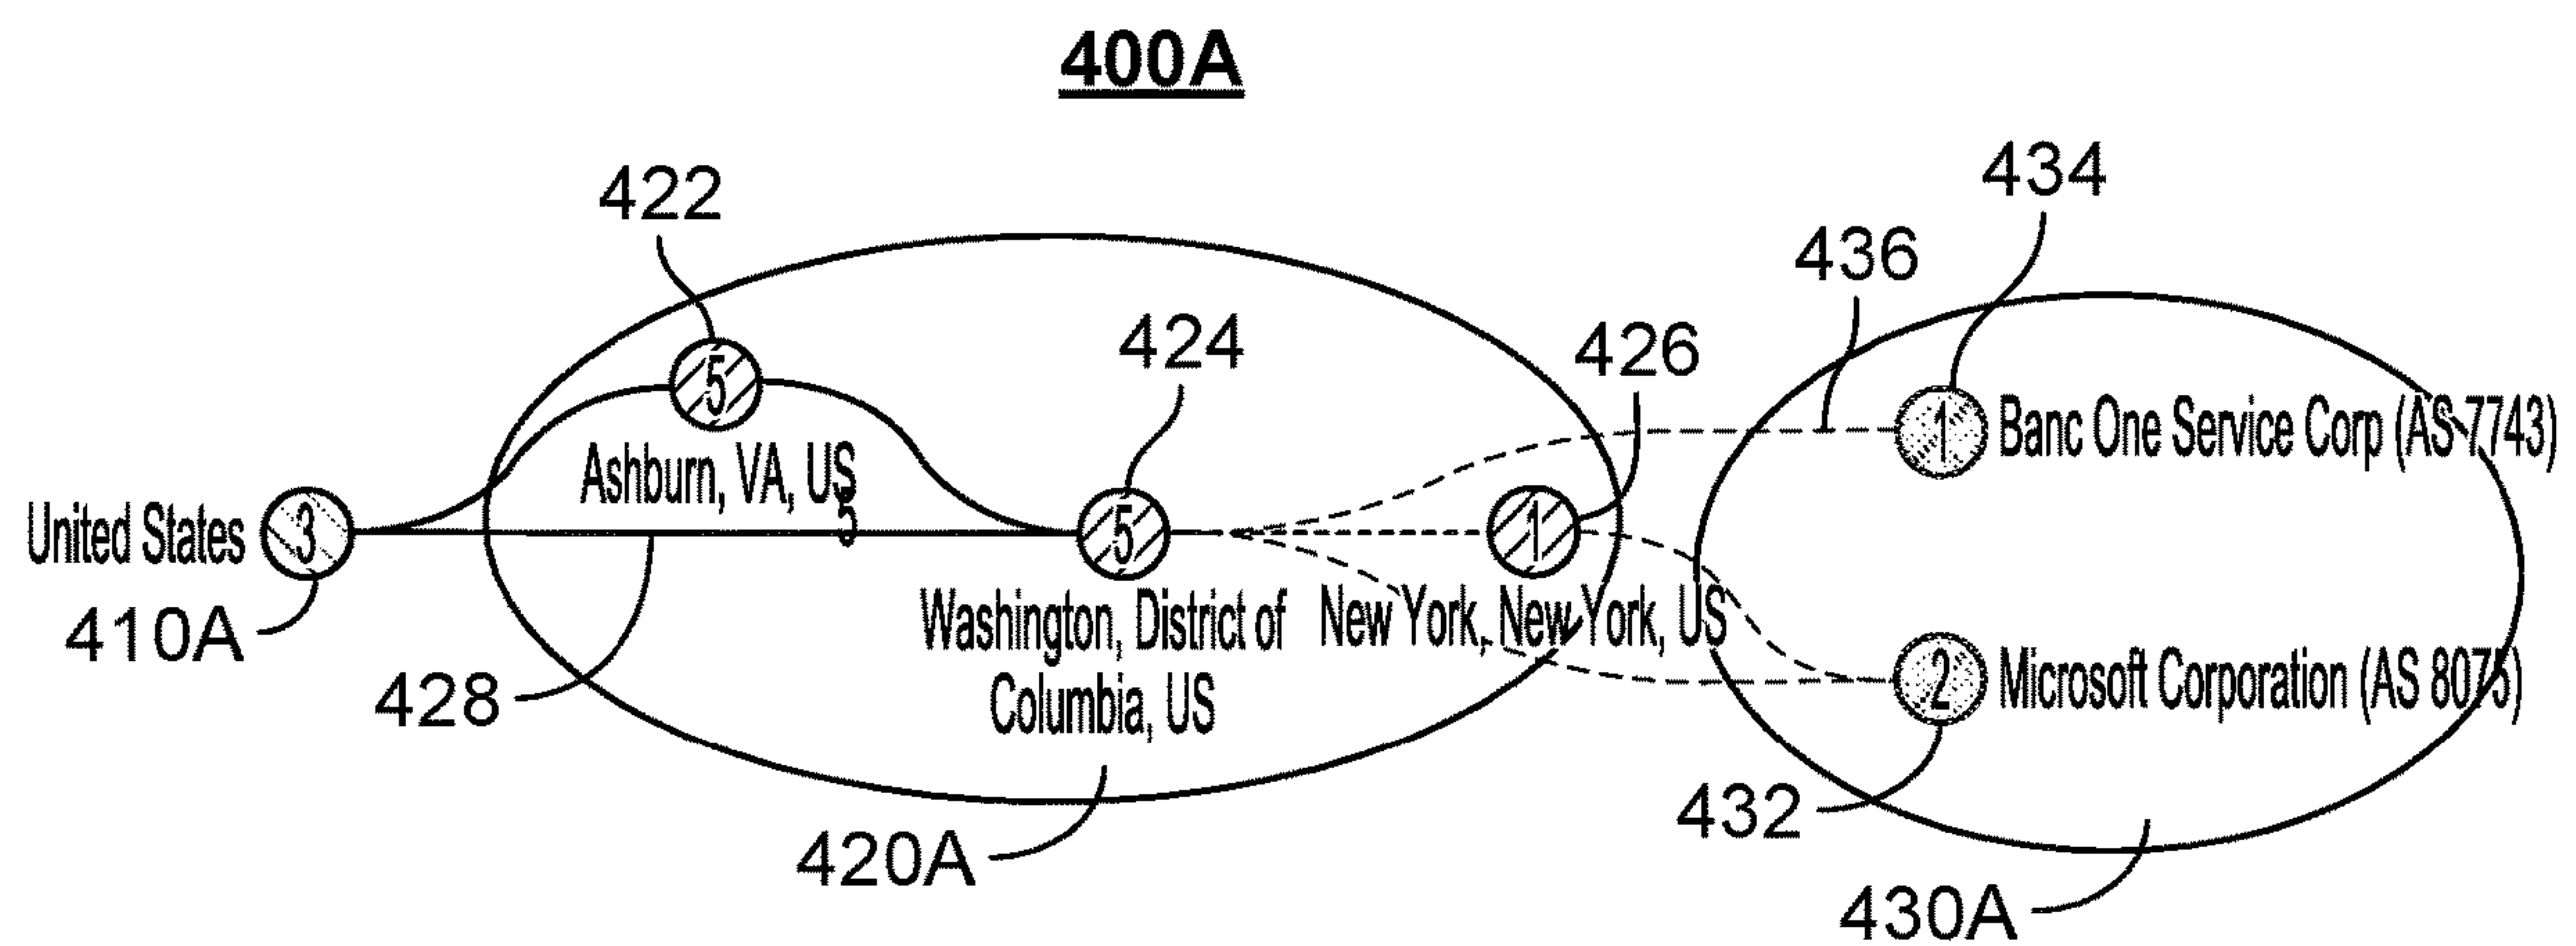 400A
422
434
436
424
426
5
1
Banc One Service Corp (AS 7743)
Ashburn, VA, US
5
United States
3
5
1
410A
Washington, District of
Columbia, US
New York, New York, US
428
2
Microsoft Corporation (AS 8075)
432
420A
430A